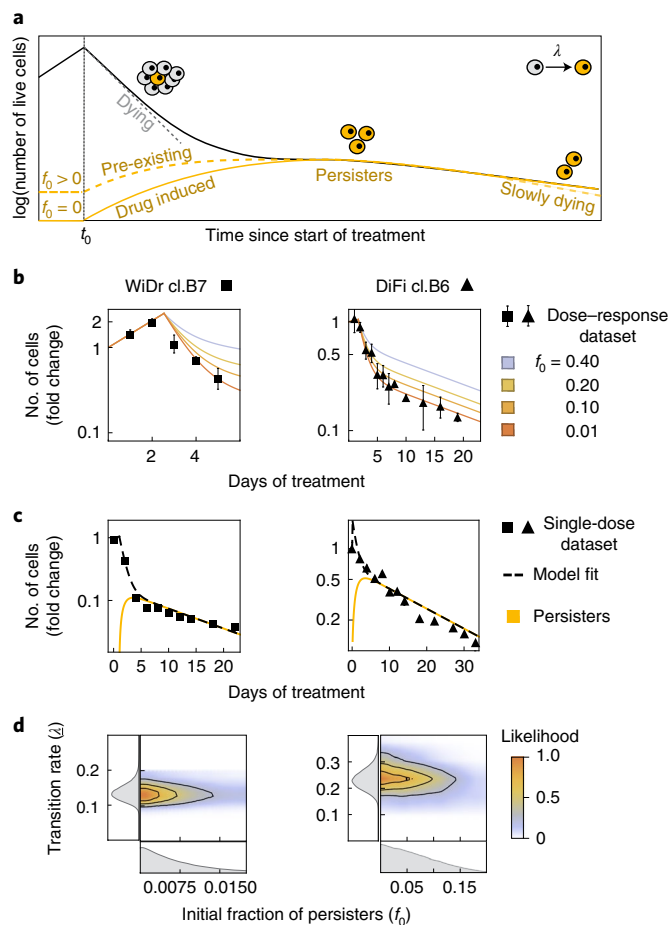 a
log(number of live cells)
λ
Dying
Pre-existing
f0 > 0
f0 = 0
Drug induced
Persisters
Slowly dying
t0
Time since start of treatment
b
WiDr cl.B7
DiFi cl.B6
Dose–response
dataset
No. of cells
(fold change)
2
1
0.1
1
0.5
0.1
f0 = 0.40
0.20
0.10
0.01
2 4
5 10 15 20
Days of treatment
Days of treatment
c
Single-dose
dataset
Model fit
Persisters
No. of cells
(fold change)
1
0.1
1
0.5
0.2
0 5 10 15 20
0 10 20 30
Days of treatment
Days of treatment
d
Transition rate (λ)
0.2
0.1
0.3
0.2
0.1
Likelihood
1.0
0.5
0
0.0075 0.0150
0.05 0.15
Initial fraction of persisters (f0)